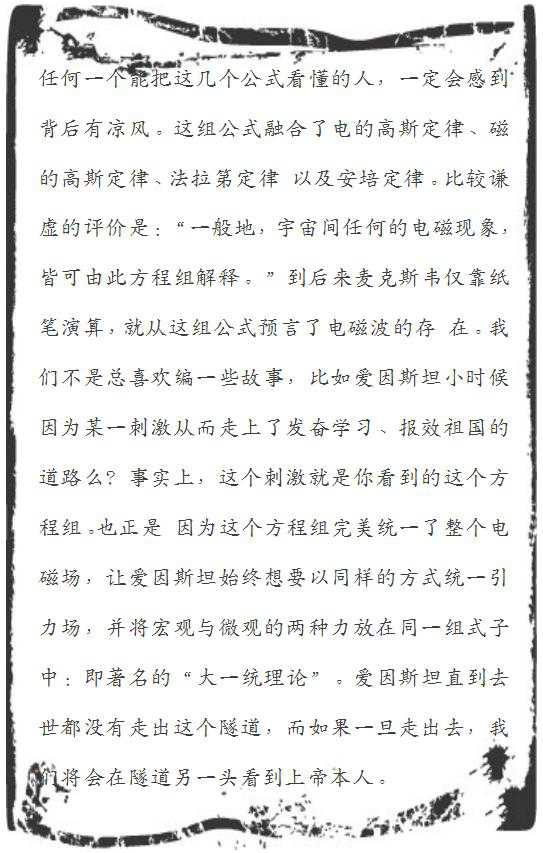 任何一个能把这几个公式看懂的人，一定会感到
背后有凉风。这组公式融合了电的高斯定律、磁
的高斯定律、法拉第定律 以及安培定律。比较谦
虚的评价是：“一般地，宇宙间任何的电磁现象，
皆可由此方程组解释。”到后来麦克斯韦仅靠纸
笔演算，就从这组公式预言了电磁波的存 在。我
们不是总喜欢编一些故事，比如爱因斯坦小时候
因为某一刺激从而走上了发奋学习、报效祖国的
道路么？事实上，这个刺激就是你看到的这个方
程组。也正是 因为这个方程组完美统一了整个电
磁场，让爱因斯坦始终想要以同样的方式统一引
力场，并将宏观与微观的两种力放在同一组式子
中：即著名的“大一统理论”。爱因斯坦直到去
世都没有走出这个隧道，而如果一旦走出去，我
们将会在隧道另一头看到上帝本人。